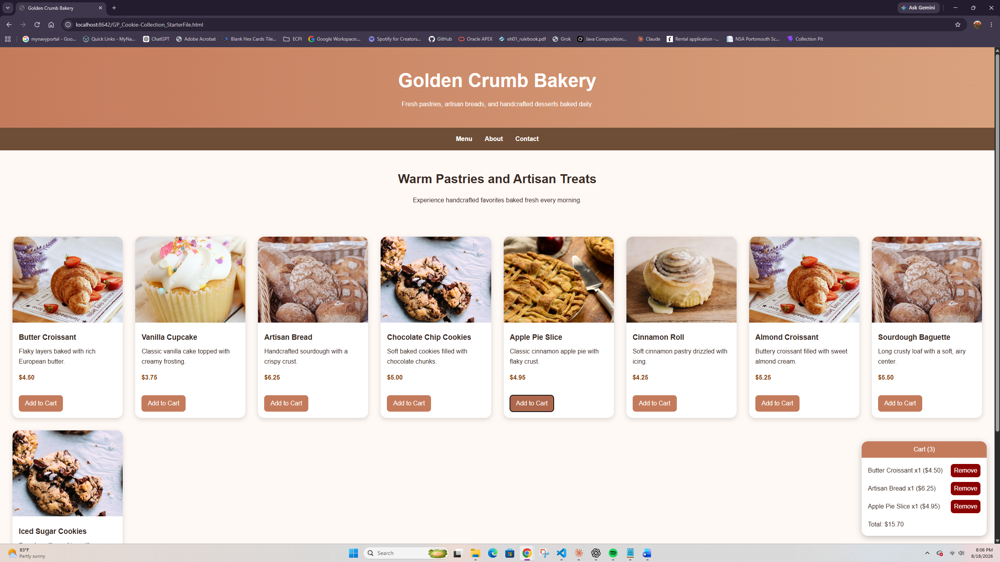 Golden Crumb Bakery
Ask Gemini
localhost:8642/GP_Cookie-Collection_StarterFile.html
mynavyportal - Goo...
Quick Links - MyNa...
ChatGPT
Adobe Acrobat
Blank Hex Cards Tile...
ECPI
Google Workspace:...
Spotify for Creators...
GitHub
Oracle APEX
eh01_rulebook.pdf
Grok
Java Composition:...
Claude
Rental application -...
NSA Portsmouth Sc...
Collection Pit
Golden Crumb Bakery
Fresh pastries, artisan breads, and handcrafted desserts baked daily.
Menu
About
Contact
Warm Pastries and Artisan Treats
Experience handcrafted favorites baked fresh every morning.
Butter Croissant
Flaky layers baked with rich
European butter.
$4.50
Add to Cart
Vanilla Cupcake
Classic vanilla cake topped with
creamy frosting.
$3.75
Add to Cart
Artisan Bread
Handcrafted sourdough with a
crispy crust.
$6.25
Add to Cart
Chocolate Chip Cookies
Soft baked cookies filled with
chocolate chunks.
$5.00
Add to Cart
Apple Pie Slice
Classic cinnamon apple pie with
flaky crust.
$4.95
Add to Cart
Cinnamon Roll
Soft cinnamon pastry drizzled with
icing.
$4.25
Add to Cart
Almond Croissant
Buttery croissant filled with sweet
almond cream.
$5.25
Add to Cart
Sourdough Baguette
Long crusty loaf with a soft, airy
center.
$5.50
Add to Cart
Iced Sugar Cookies
Cart (3)
Butter Croissant x1 ($4.50)
Remove
Artisan Bread x1 ($6.25)
Remove
Apple Pie Slice x1 ($4.95)
Remove
Total: $15.70
83°F
Partly sunny
Search
8:06 PM
8/18/2026